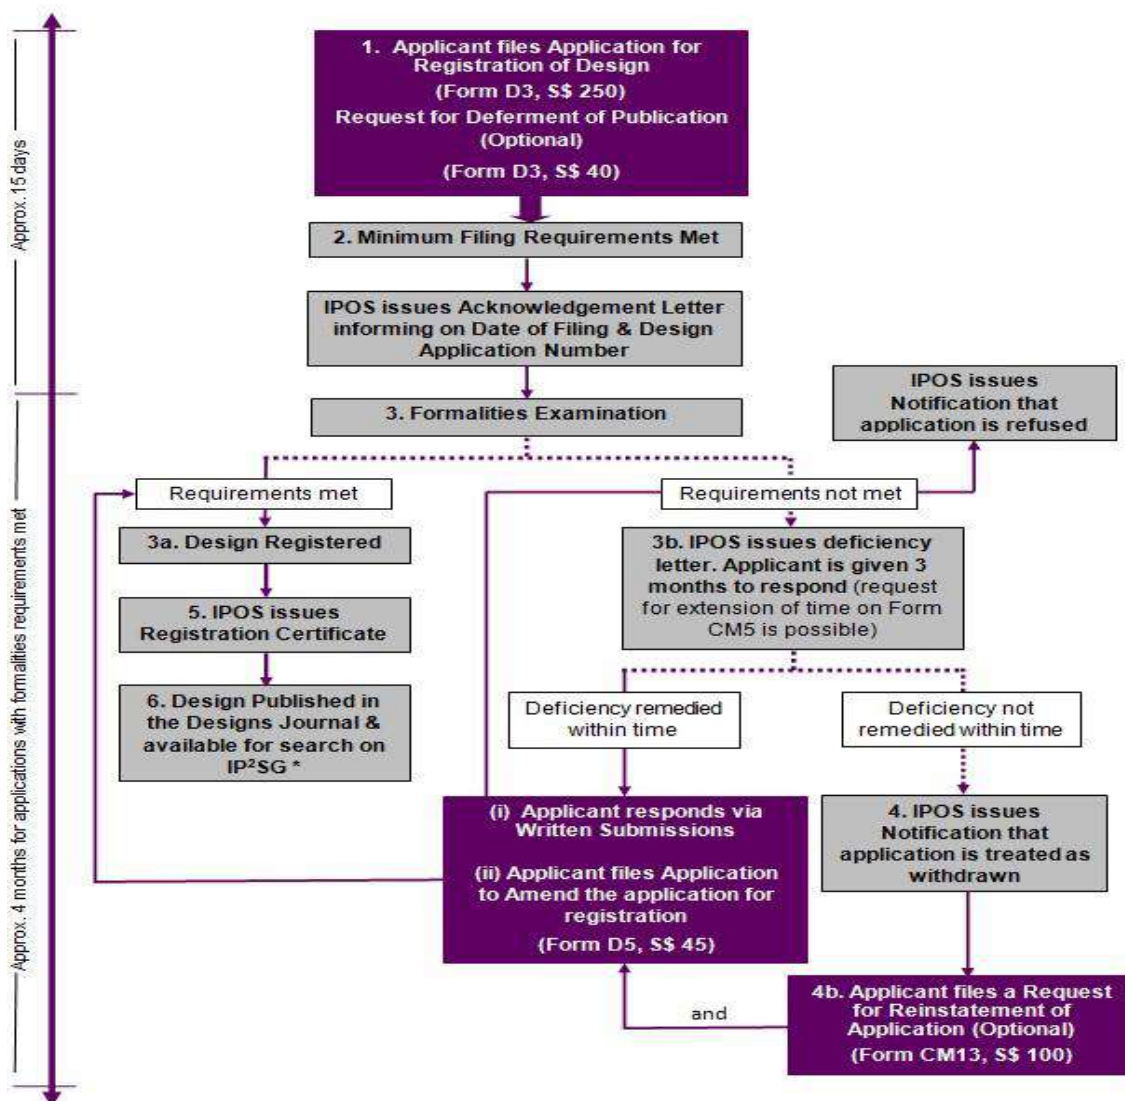 1. Applicant files Application for
Registration of Design
(Form D3, S$ 250)
Request for Deferment of Publication
(Optional)
(Form D3, S$ 40)
Approx. 15 days
2. Minimum Filing Requirements Met
IPOS issues Acknowledgement Letter
informing on Date of Filing & Design
Application Number
IPOS issues
Notification that
application is refused
3. Formalities Examination
Requirements met
Requirements not met
Approx. 4 months for applications with formalities requirements met
3a. Design Registered
3b. IPOS issues deficiency
letter. Applicant is given 3
months to respond (request
for extension of time on Form
CM5 is possible)
5. IPOS issues
Registration Certificate
6. Design Published in
the Designs Journal &
available for search on
IP²SG *
Deficiency remedied
within time
Deficiency not
remedied within time
(i) Applicant responds via
Written Submissions
(ii) Applicant files Application
to Amend the application for
registration
(Form D5, S$ 45)
4. IPOS issues
Notification that
application is treated as
withdrawn
and
4b. Applicant files a Request
for Reinstatement of
Application (Optional)
(Form CM13, S$ 100)